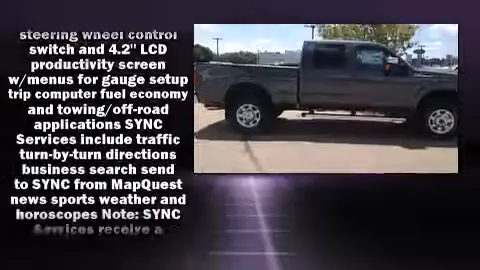 steering wheel control
switch and 4.2" LCD
productivity screen
w/menus for gauge setup
trip computer fuel economy
and towing/off-road
applications SYNC
Services include traffic
turn-by-turn directions
business search send
to SYNC from MapQuest
news sports weather and
horoscopes Note: SYNC
Services receive a